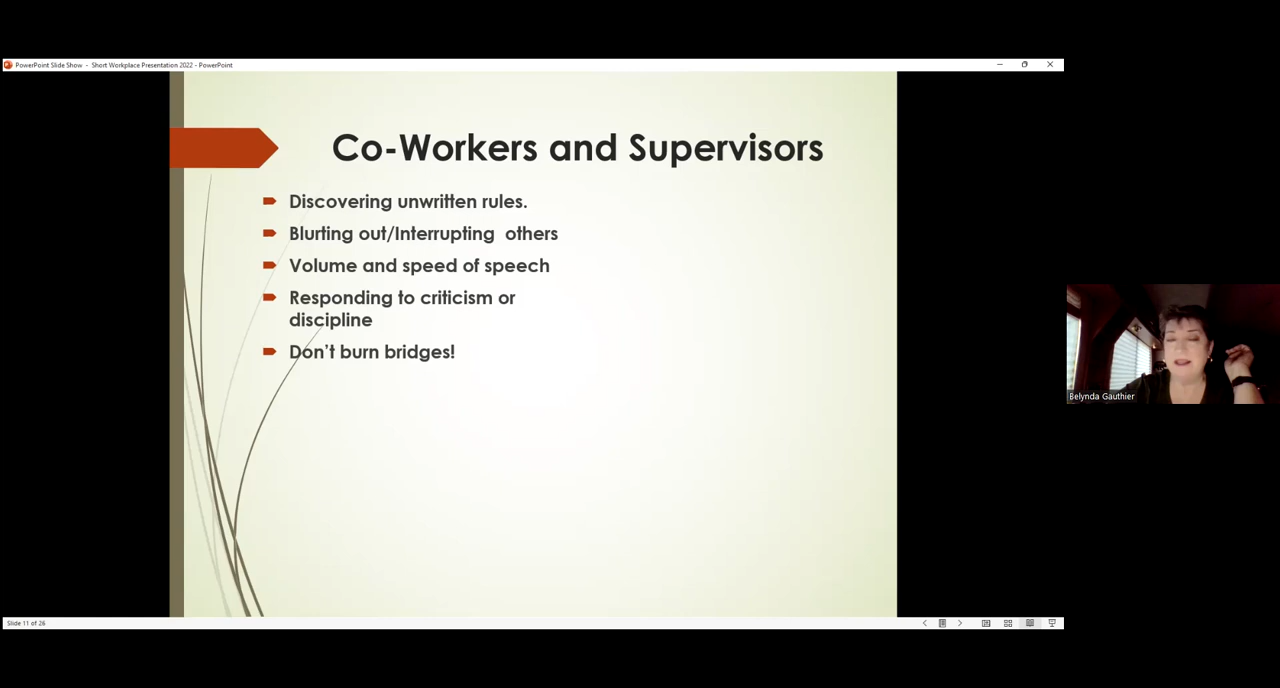 PowerPoint Slide Show - Short Workplace Presentation 2022 - PowerPoint
Co-Workers and Supervisors
Discovering unwritten rules.
Blurting out/Interrupting others
Volume and speed of speech
Responding to criticism or
discipline
Don't burn bridges!
Belynda Gauthier
Slide 11 of 26